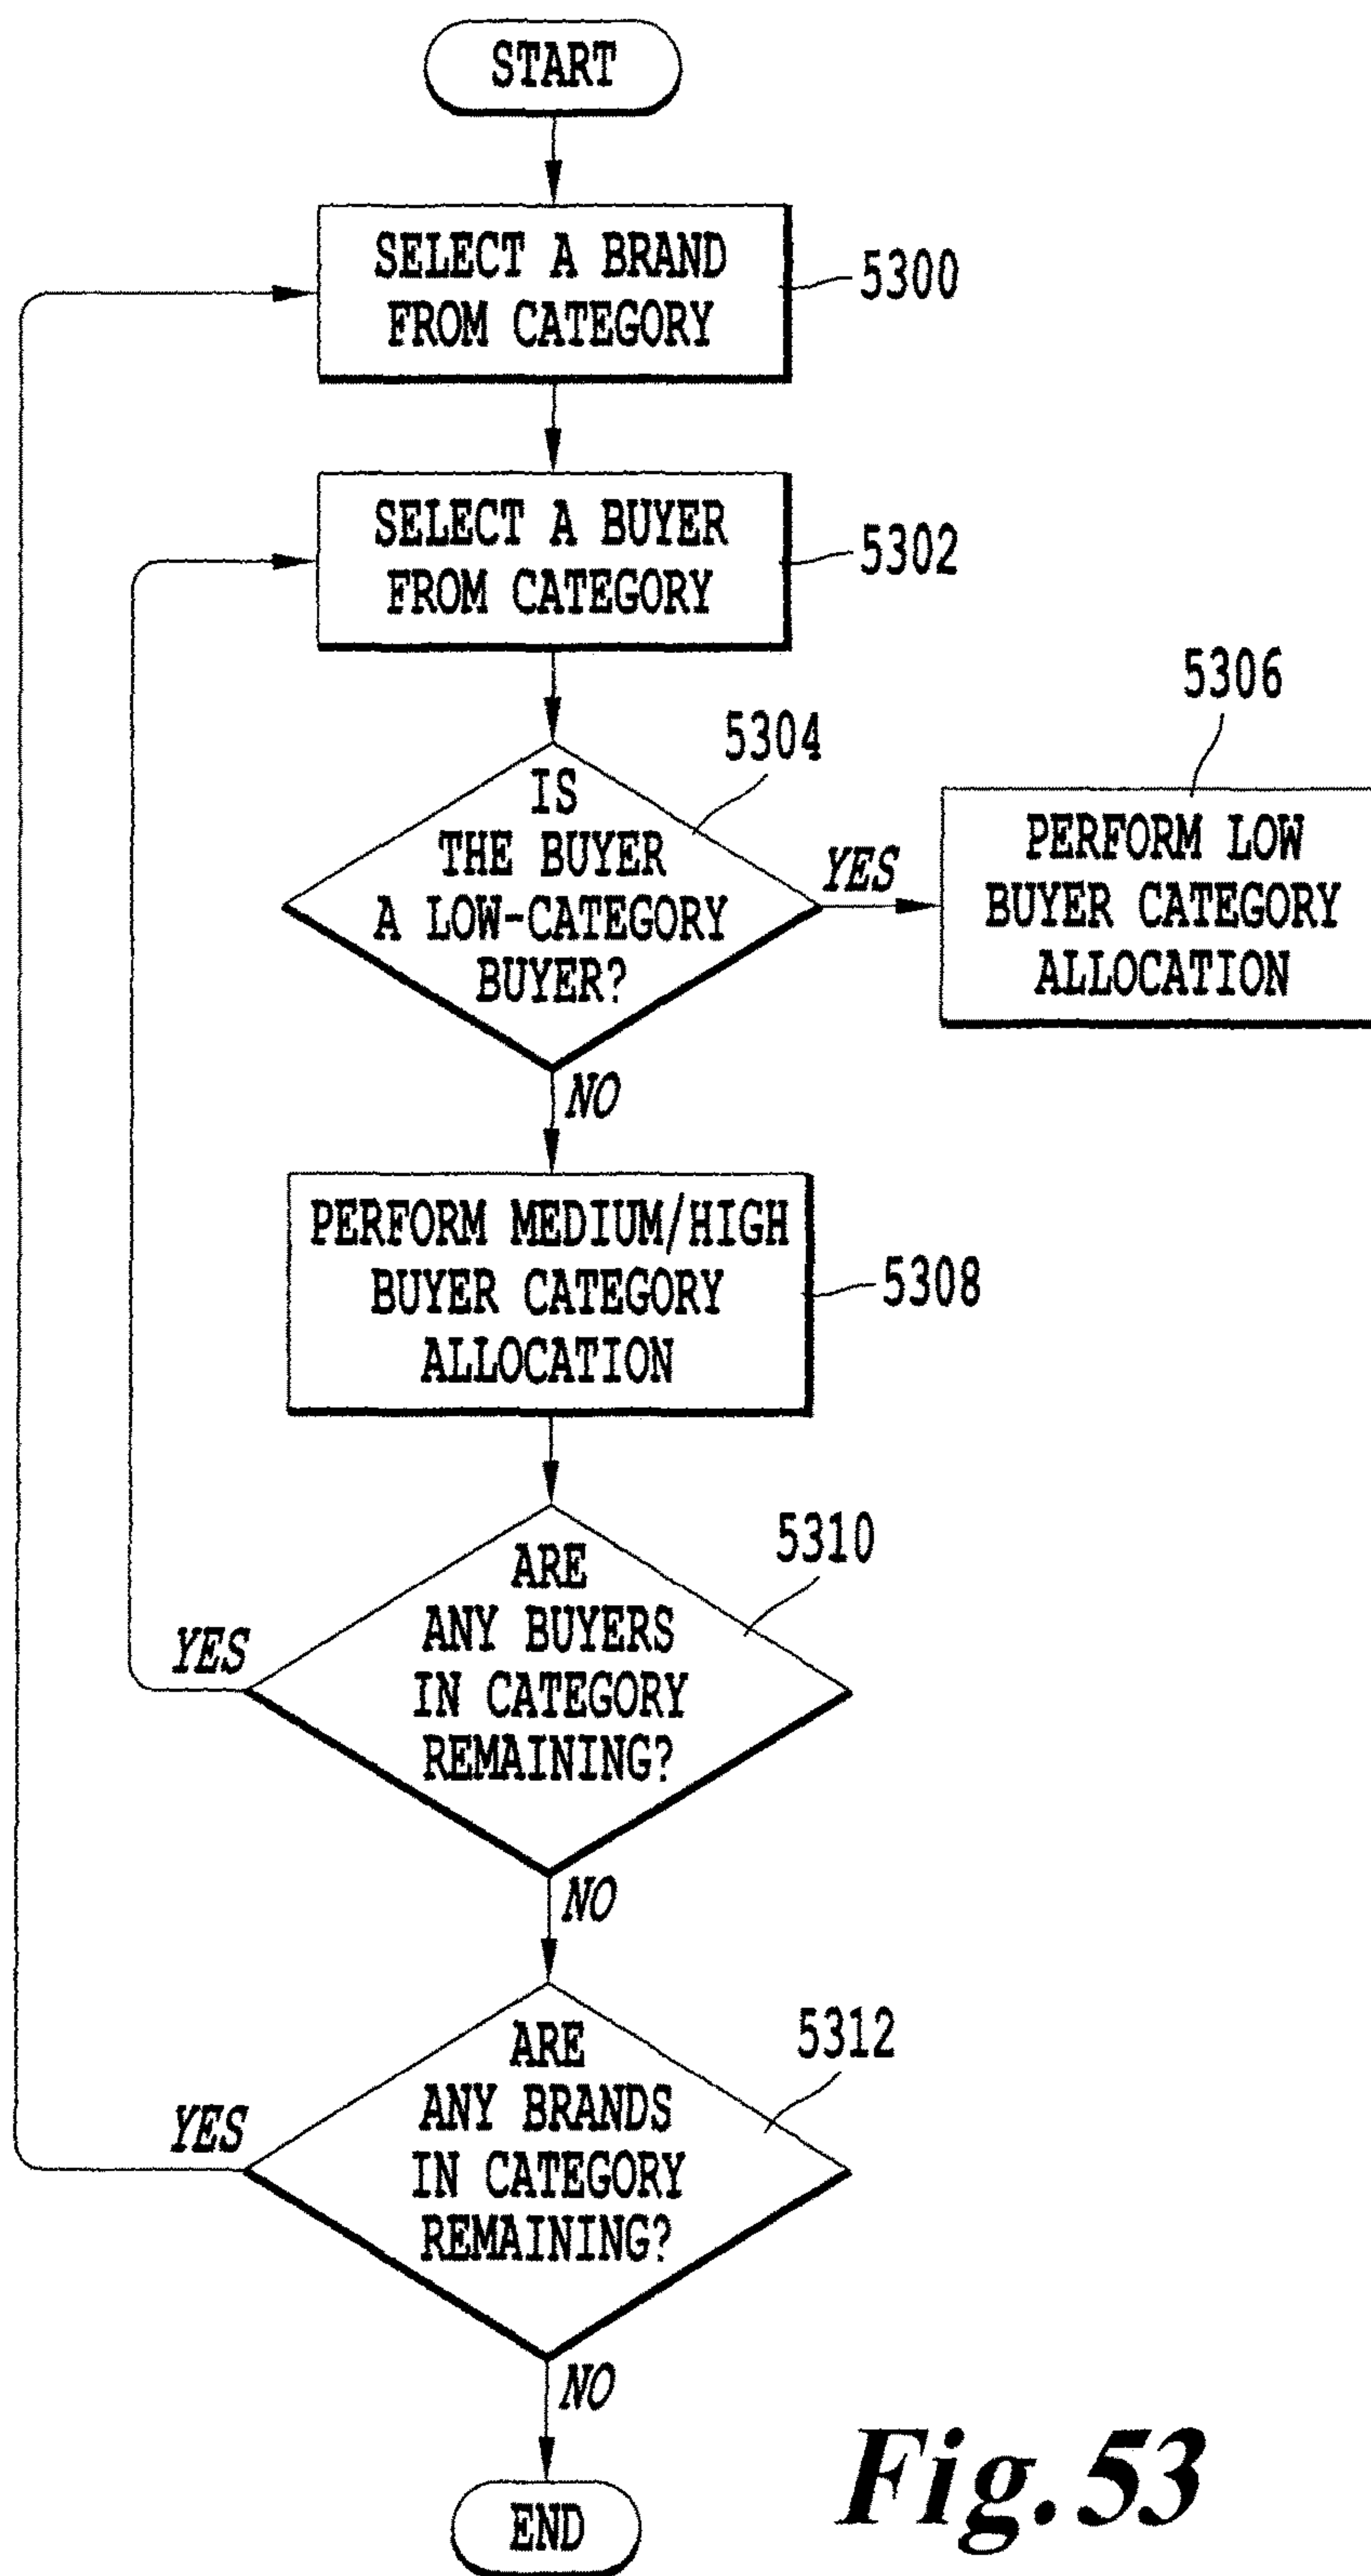 START
SELECT A BRAND
FROM CATEGORY
5300
SELECT A BUYER
FROM CATEGORY
5302
5304
IS
THE BUYER
A LOW-CATEGORY
BUYER?
YES
5306
PERFORM LOW
BUYER CATEGORY
ALLOCATION
NO
PERFORM MEDIUM/HIGH
BUYER CATEGORY
ALLOCATION
5308
5310
ARE
ANY BUYERS
IN CATEGORY
REMAINING?
YES
NO
5312
ARE
ANY BRANDS
IN CATEGORY
REMAINING?
YES
NO
END
Fig. 53